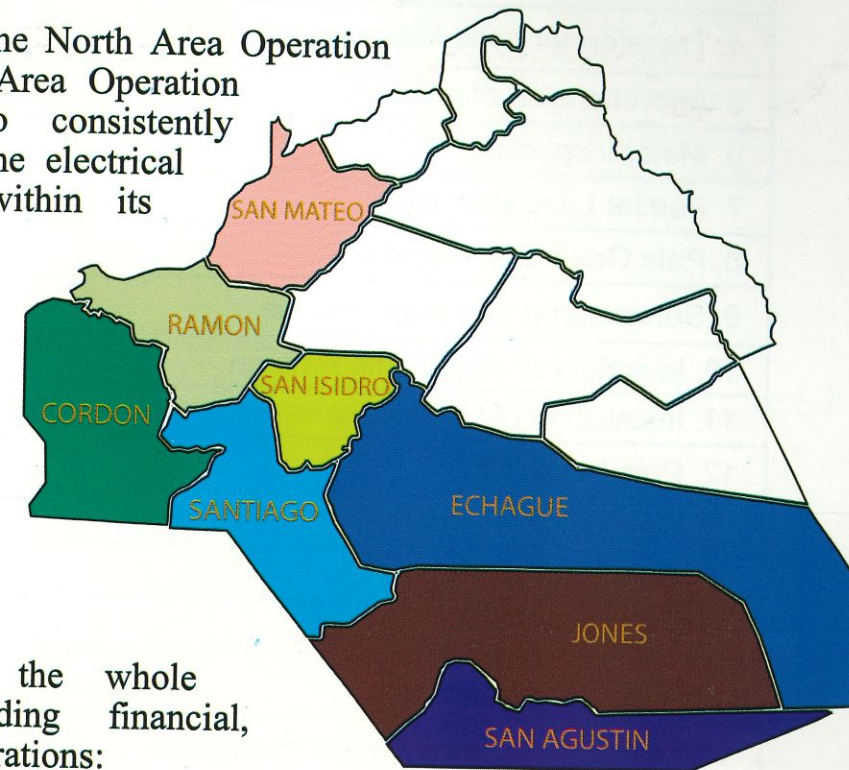 he North Area Operation
Area Operation
consistently
he electrical
within its
SAN MATEO
RAMON
SAN ISIDRO
CORDON
SANTIAGO
ECHAGUE
JONES
the whole
ding financial,
rations:
SAN AGUSTIN